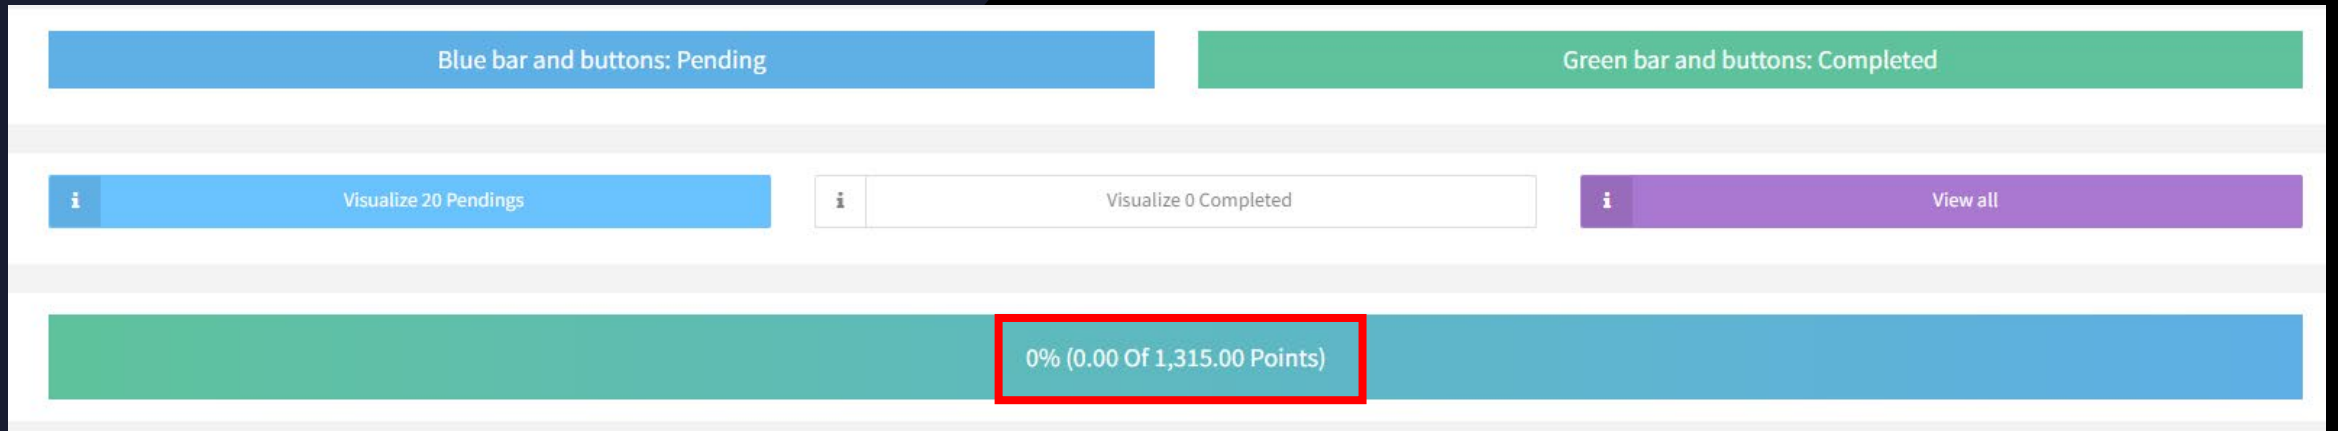 Blue bar and buttons: Pending
Green bar and buttons: Completed
Visualize 20 Pendings
Visualize 0 Completed
View all
0% (0.00 Of 1,315.00 Points)